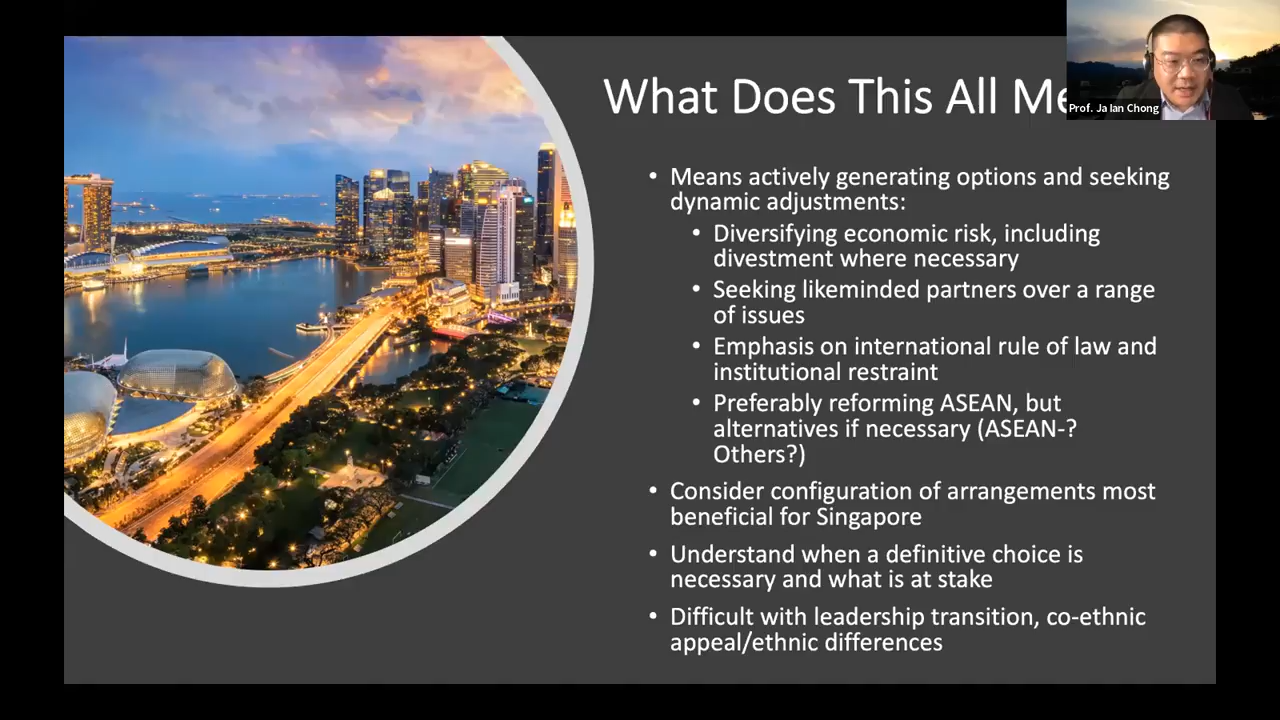 What Does This All Me
Prof. Ja Ian Chong
• Means actively generating options and seeking
dynamic adjustments:
• Diversifying economic risk, including
divestment where necessary
• Seeking likeminded partners over a range
of issues
• Emphasis on international rule of law and
institutional restraint
• Preferably reforming ASEAN, but
alternatives if necessary (ASEAN-?
Others?)
• Consider configuration of arrangements most
beneficial for Singapore
• Understand when a definitive choice is
necessary and what is at stake
• Difficult with leadership transition, co-ethnic
appeal/ethnic differences